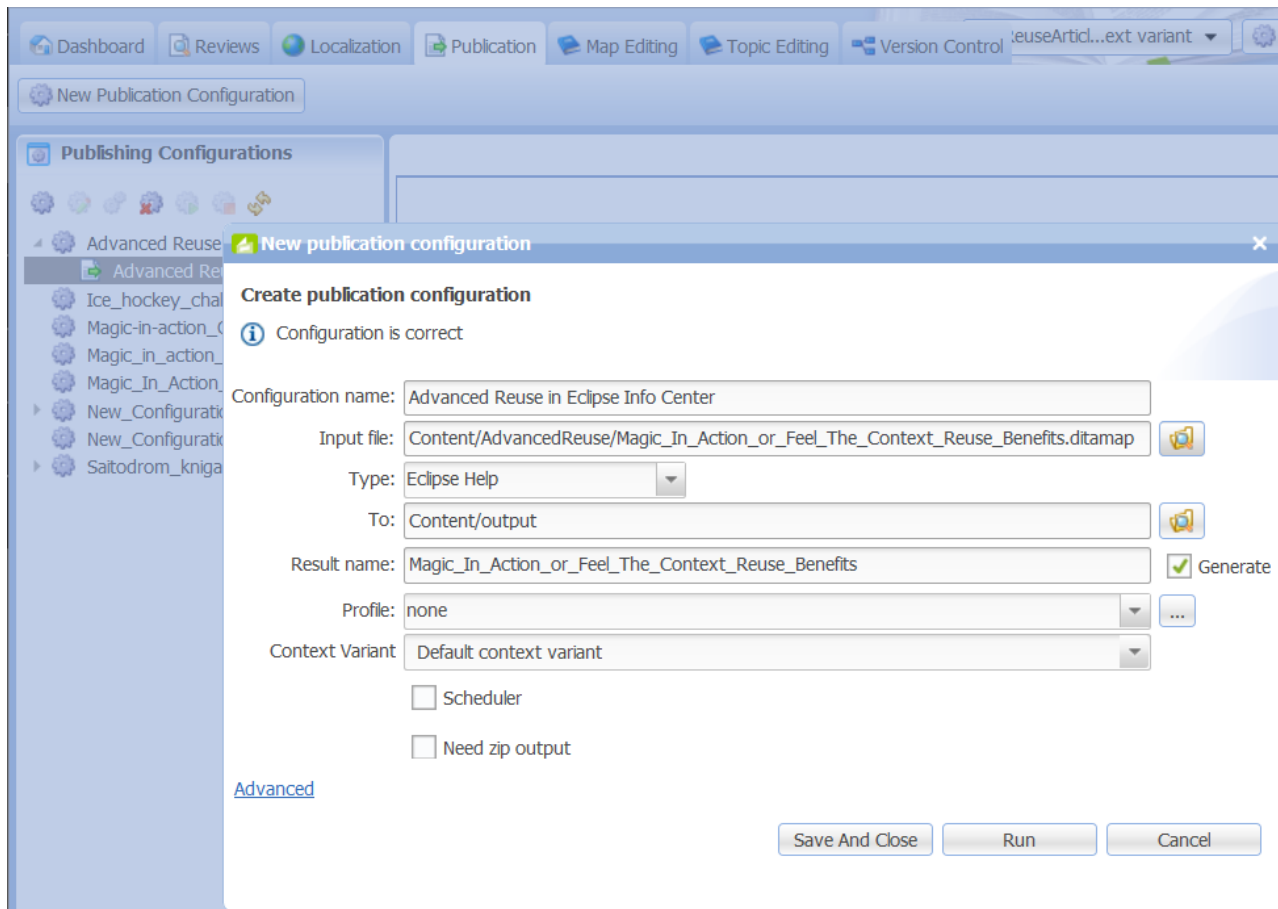 Dashboard Reviews Localization Publication Map Editing Topic Editing Version Control euseArticl...ext variant
New Publication Configuration
Publishing Configurations
Advanced Reuse
Advanced Re
Ice_hockey_chal
Magic-in-action_
Magic_in_action_
Magic_In_Action_
New_Configuratio
New_Configuratio
Saitodrom_kniga
New publication configuration
Create publication configuration
Configuration is correct
Configuration name: Advanced Reuse in Eclipse Info Center
Input file: Content/AdvancedReuse/Magic_In_Action_or_Feel_The_Context_Reuse_Benefits.ditamap
Type: Eclipse Help
To: Content/output
Result name: Magic_In_Action_or_Feel_The_Context_Reuse_Benefits Generate
Profile: none ...
Context Variant Default context variant
Scheduler
Need zip output
Advanced
Save And Close Run Cancel